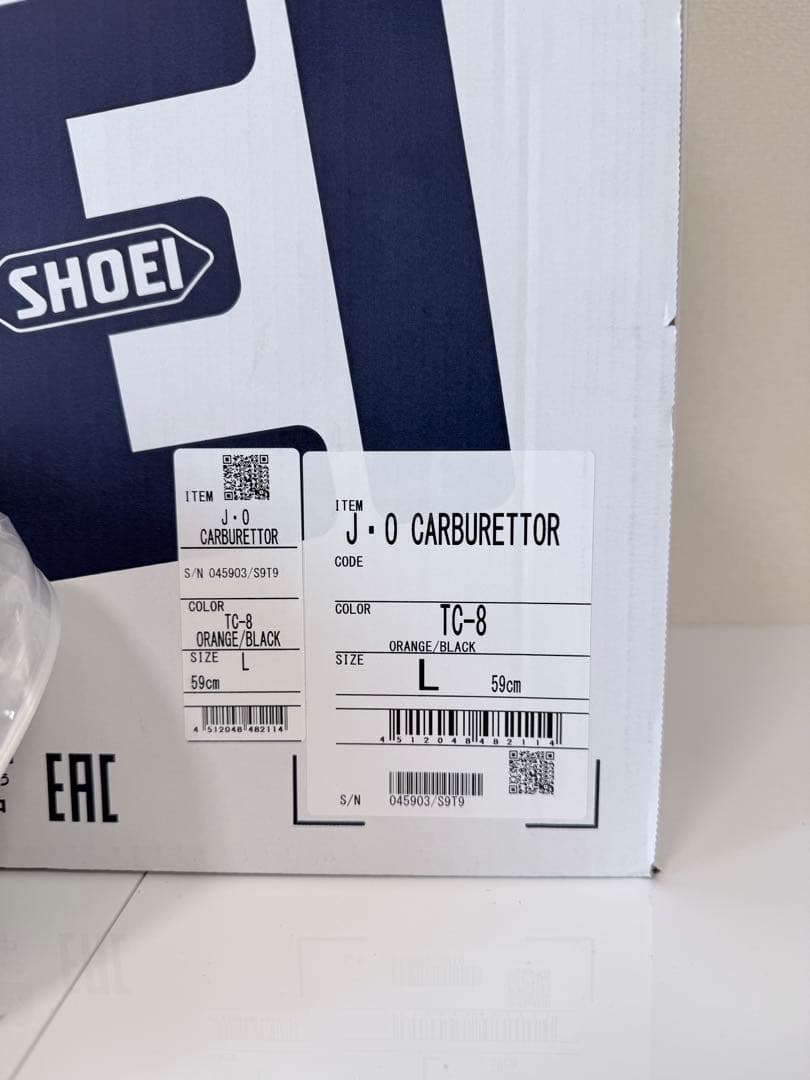 SHOEI
ITEM
J・O
CARBURETTOR
S/N 045903/S9T9
COLOR
TC-8
ORANGE/BLACK
SIZE L
59cm
4 512048 482114
ITEM
J・O CARBURETTOR
CODE
COLOR TC-8
ORANGE/BLACK
SIZE L 59cm
4 512048 482114
S/N 045903/S9T9
EAC